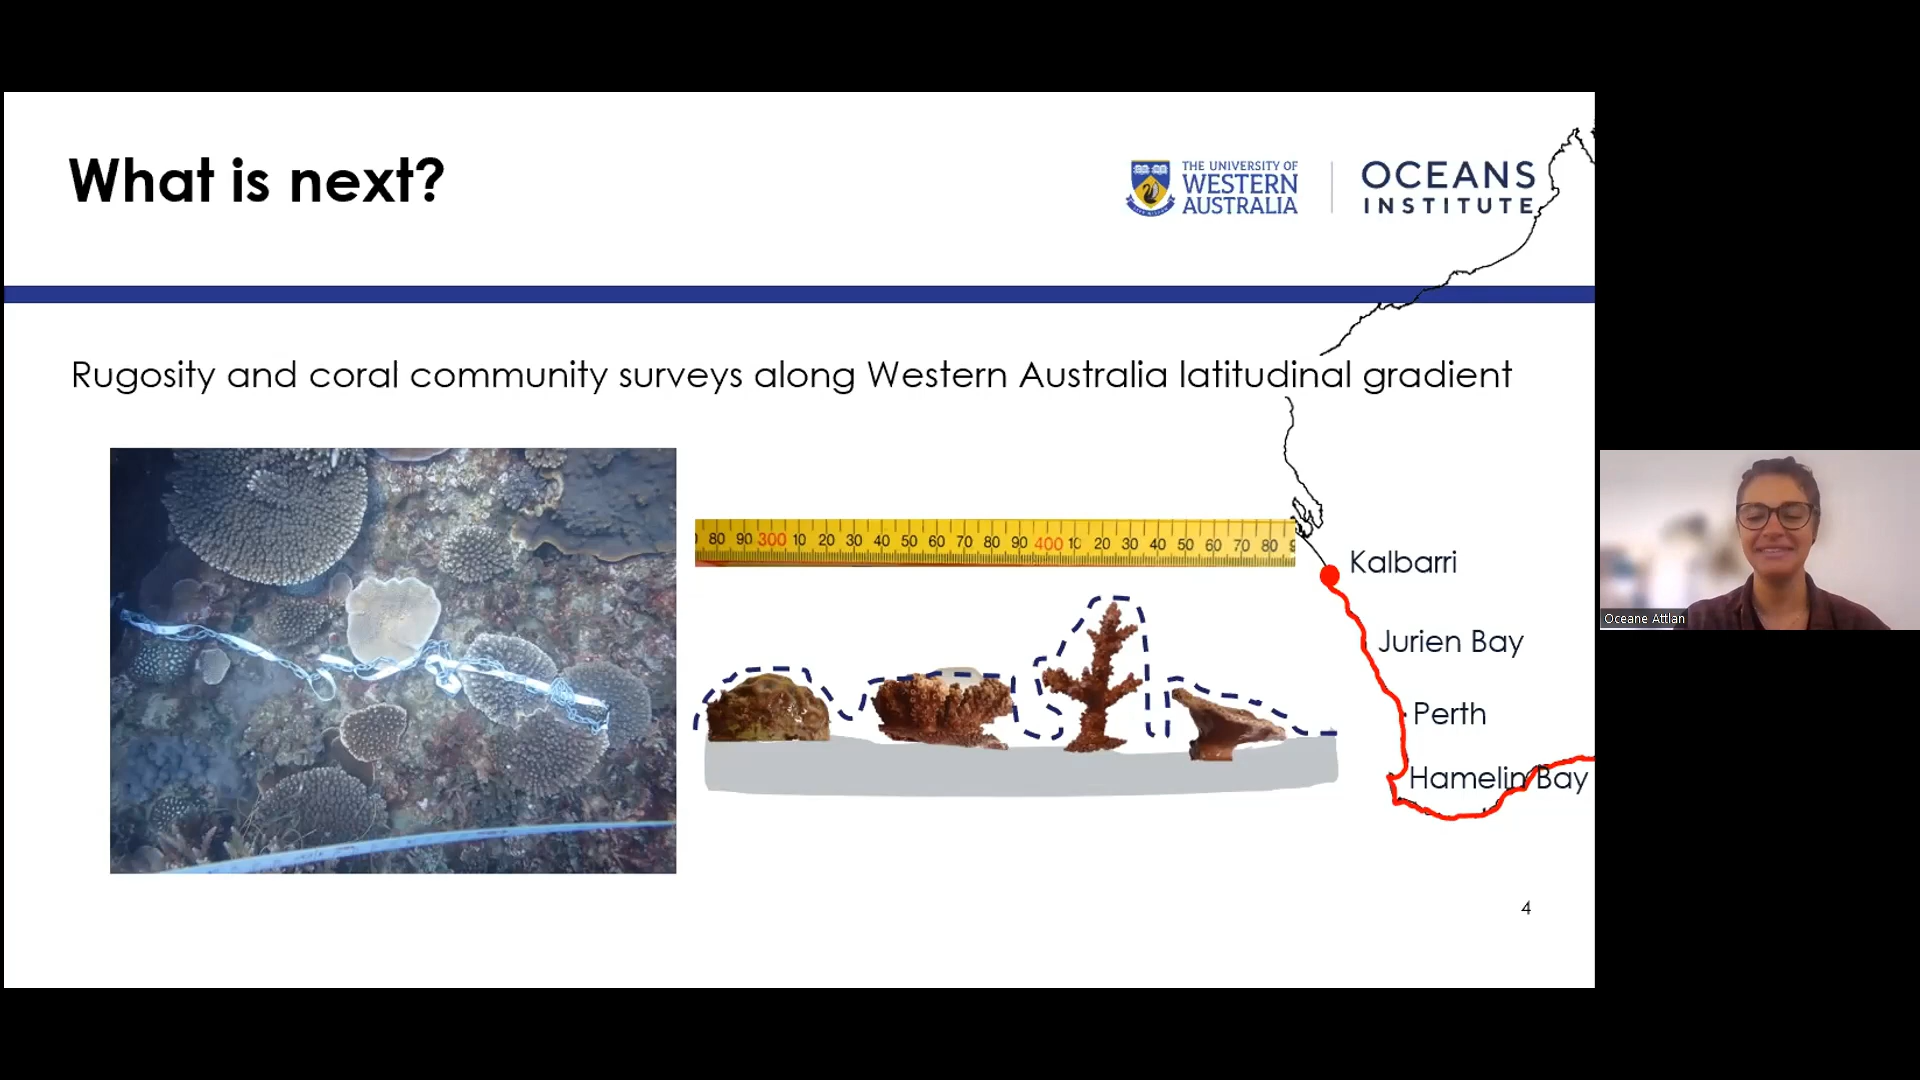 What is next?
THE UNIVERSITY OF
WESTERN
AUSTRALIA
OCEANS
INSTITUTE
Rugosity and coral community surveys along Western Australia latitudinal gradient
80 90 300 10 20 30 40 50 60 70 80 90 400 10 20 30 40 50 60 70 80
Kalbarri
Jurien Bay
Perth
Hamelin Bay
Oceane Attlan
4